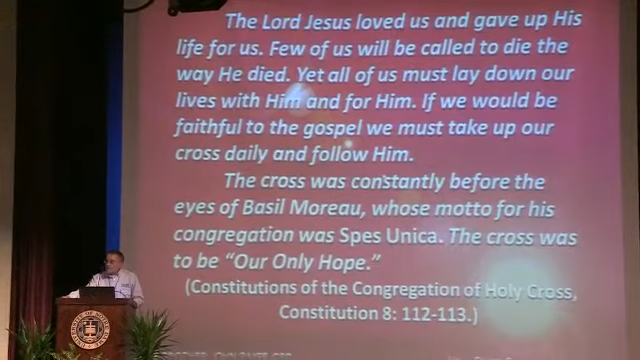 The Lord Jesus loved us and gave up His
life for us. Few of us will be called to die the
way He died. Yet all of us must lay down our
lives with Him and for Him. If we would be
faithful to the gospel we must take up our
cross daily and follow Him.
The cross was constantly before the
eyes of Basil Moreau, whose motto for his
congregation was Spes Unica. The cross was
to be “Our Only Hope.”
(Constitutions of the Congregation of Holy Cross,
Constitution 8: 112-113.)